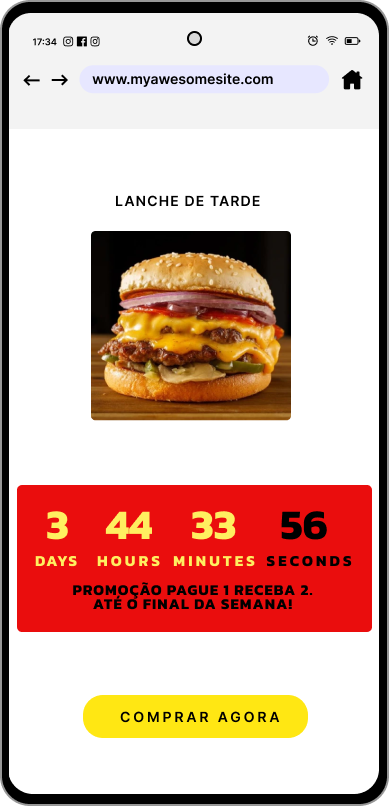 17:34
www.myawesomesite.com
LANCHE DE TARDE
3 44 33 56
DAYS HOURS MINUTES SECONDS
PROMOÇÃO PAGUE 1 RECEBA 2.
ATÉ O FINAL DA SEMANA!
COMPRAR AGORA